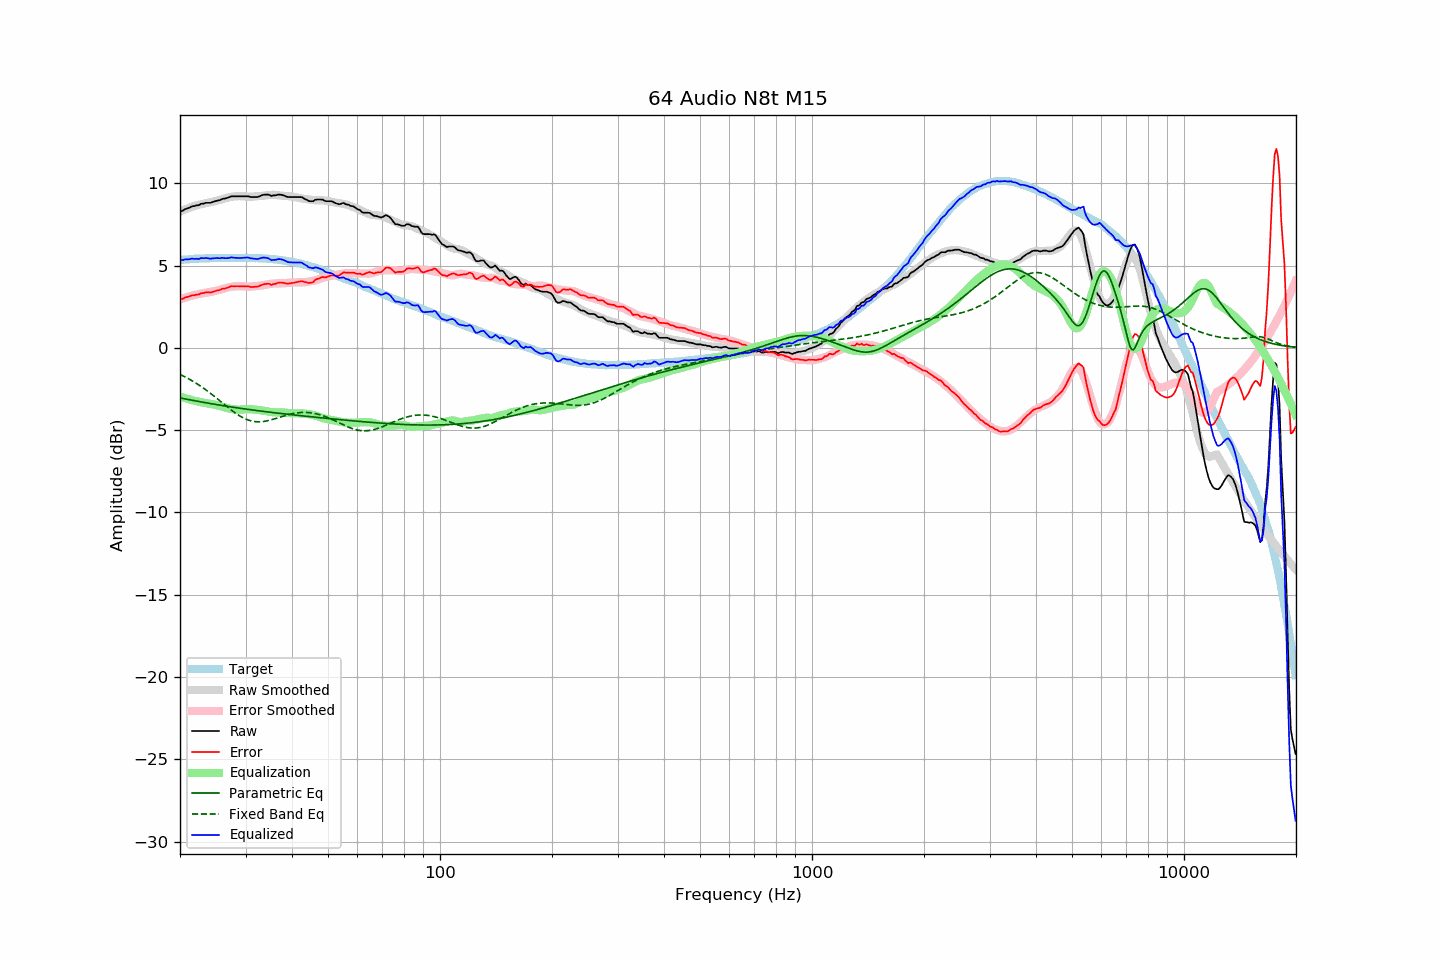 64 Audio N8t M15
10
5
0
−5
−10
−15
−20
−25
−30
Amplitude (dBr)
Target
Raw Smoothed
Error Smoothed
Raw
Error
Equalization
Parametric Eq
Fixed Band Eq
Equalized
100 1000 10000
Frequency (Hz)